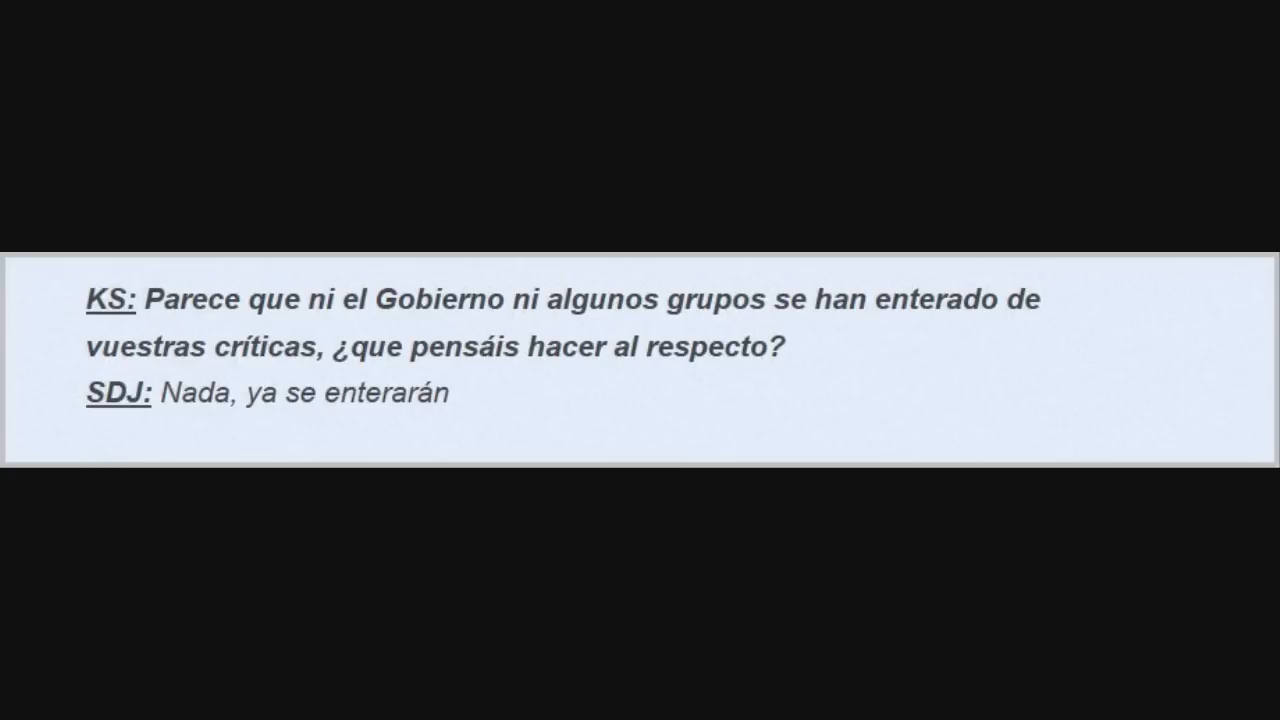 KS: Parece que ni el Gobierno ni algunos grupos se han enterado de
vuestras críticas, ¿que pensáis hacer al respecto?
SDJ: Nada, ya se enterarán